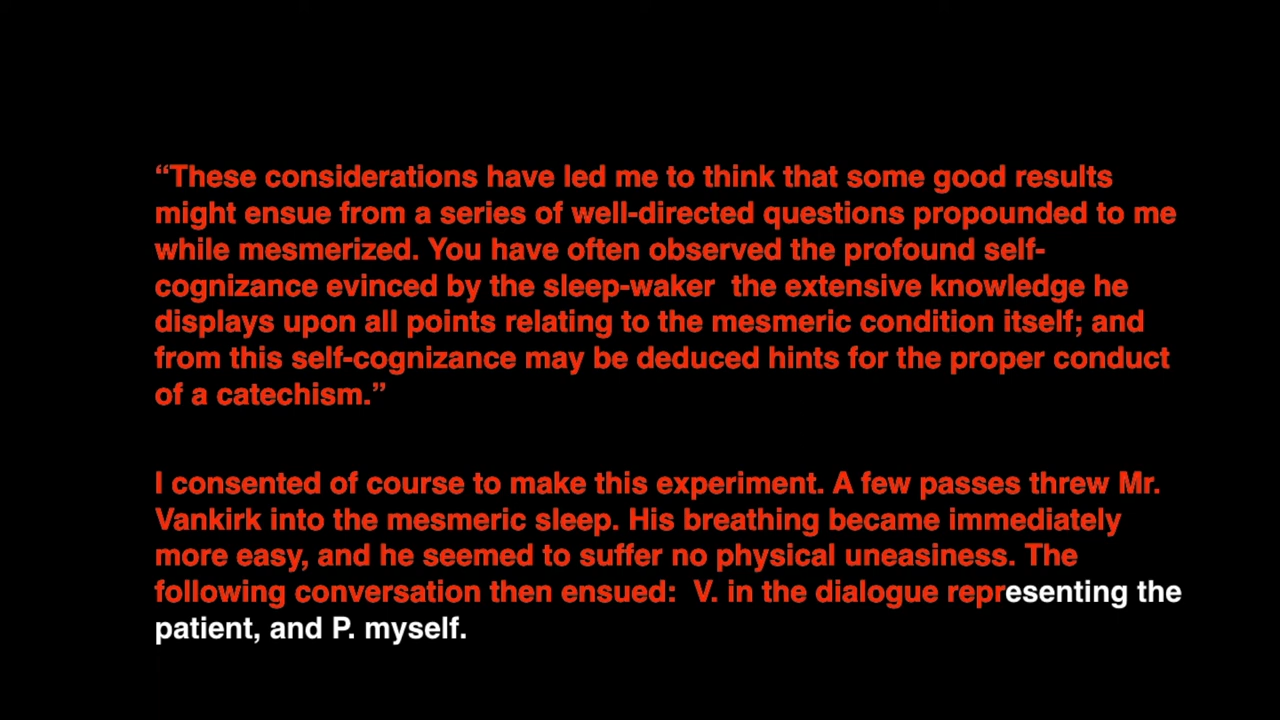 “These considerations have led me to think that some good results
might ensue from a series of well-directed questions propounded to me
while mesmerized. You have often observed the profound self-
cognizance evinced by the sleep-waker  the extensive knowledge he
displays upon all points relating to the mesmeric condition itself; and
from this self-cognizance may be deduced hints for the proper conduct
of a catechism.”
I consented of course to make this experiment. A few passes threw Mr.
Vankirk into the mesmeric sleep. His breathing became immediately
more easy, and he seemed to suffer no physical uneasiness. The
following conversation then ensued:  V. in the dialogue representing the
patient, and P. myself.